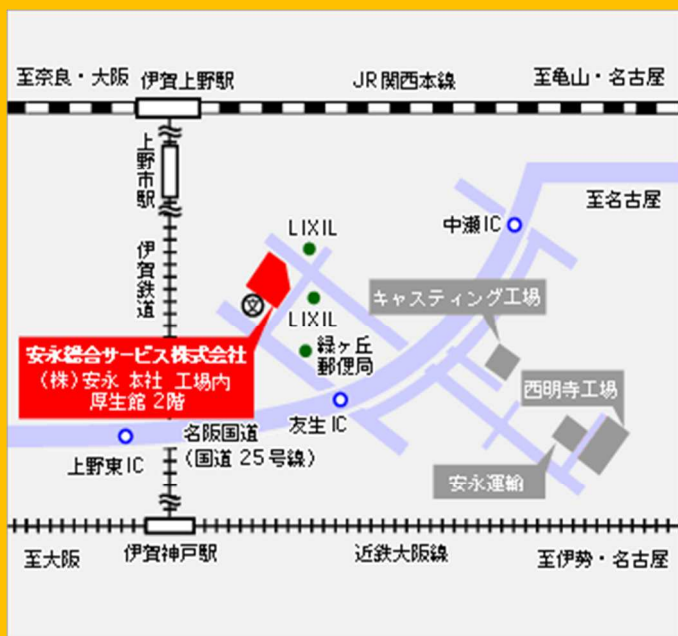 至奈良・大阪
伊賀上野駅
JR関西本線
至亀山・名古屋
上野市駅
至名古屋
中瀬IC
LIXIL
伊賀鉄道
キャスティング工場
LIXIL
緑ヶ丘
郵便局
安永総合サービス株式会社
(株)安永 本社 工場内
厚生館 2階
西明寺工場
友生IC
名阪国道
(国道 25号線)
上野東IC
安永運輸
至大阪
伊賀神戸駅
近鉄大阪線
至伊勢・名古屋